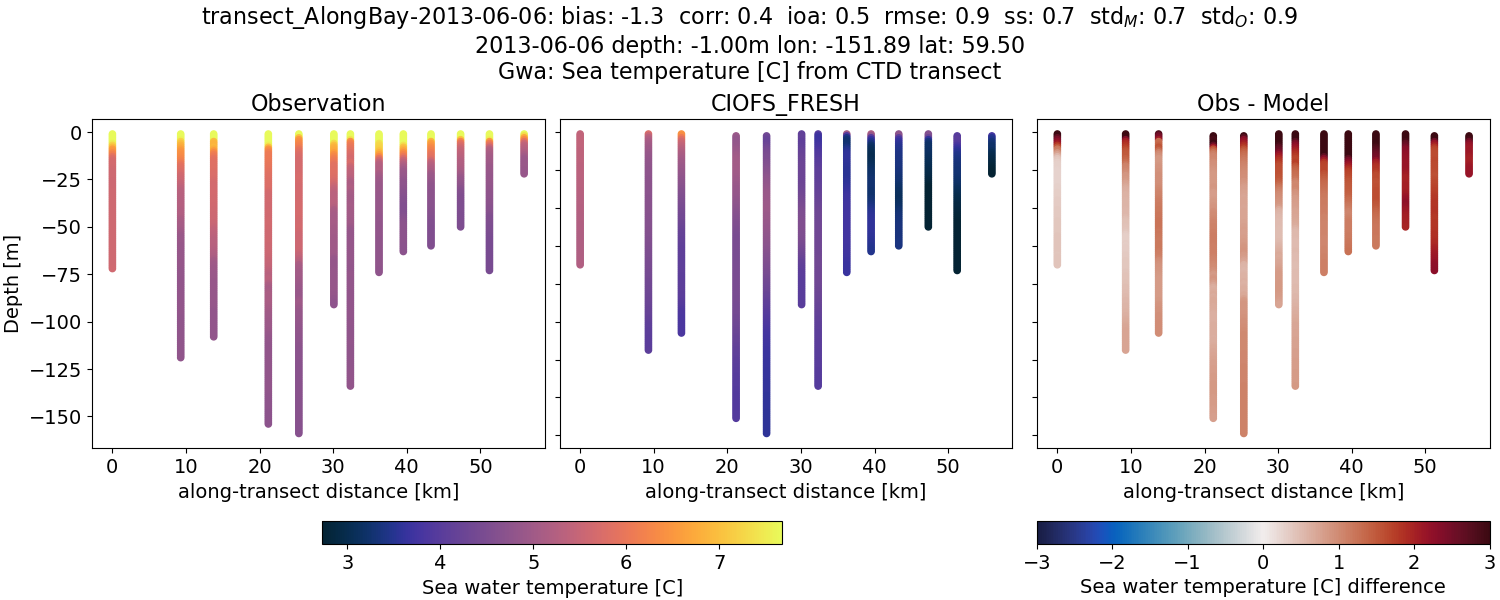 transect_AlongBay-2013-06-06: bias: -1.3 corr: 0.4 ioa: 0.5 rmse: 0.9 ss: 0.7 std_M: 0.7 std_O: 0.9
2013-06-06 depth: -1.00m lon: -151.89 lat: 59.50
Gwa: Sea temperature [C] from CTD transect
Observation CIOFS_FRESH Obs - Model
Depth [m]
0
−25
−50
−75
−100
−125
−150
0 10 20 30 40 50 0 10 20 30 40 50 0 10 20 30 40 50
along-transect distance [km] along-transect distance [km] along-transect distance [km]
3 4 5 6 7 −3 −2 −1 0 1 2 3
Sea water temperature [C] Sea water temperature [C] difference